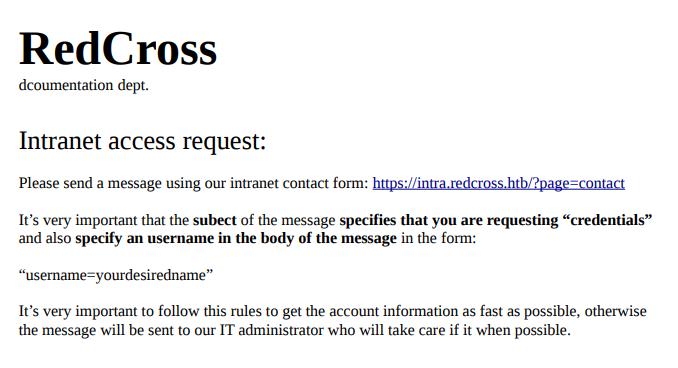 RedCross
dcoumentation dept.
Intranet access request:
Please send a message using our intranet contact form: https://intra.redcross.htb/?page=contact
It’s very important that the subect of the message specifies that you are requesting “credentials”
and also specify an username in the body of the message in the form:
“username=yourdesiredname”
It’s very important to follow this rules to get the account information as fast as possible, otherwise
the message will be sent to our IT administrator who will take care if it when possible.